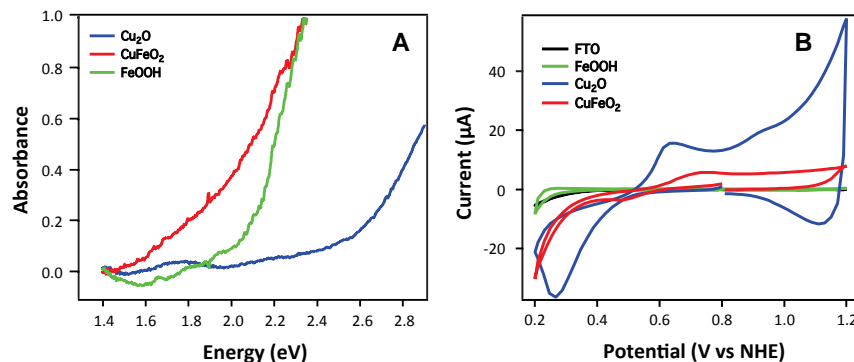 A
Cu₂O
CuFeO₂
FeOOH
Absorbance
1.0
0.8
0.6
0.4
0.2
0.0
1.4 1.6 1.8 2.0 2.2 2.4 2.6 2.8
Energy (eV)
B
FTO
FeOOH
Cu₂O
CuFeO₂
Current (μA)
40
20
0
-20
0.2 0.4 0.6 0.8 1.0 1.2
Potential (V vs NHE)